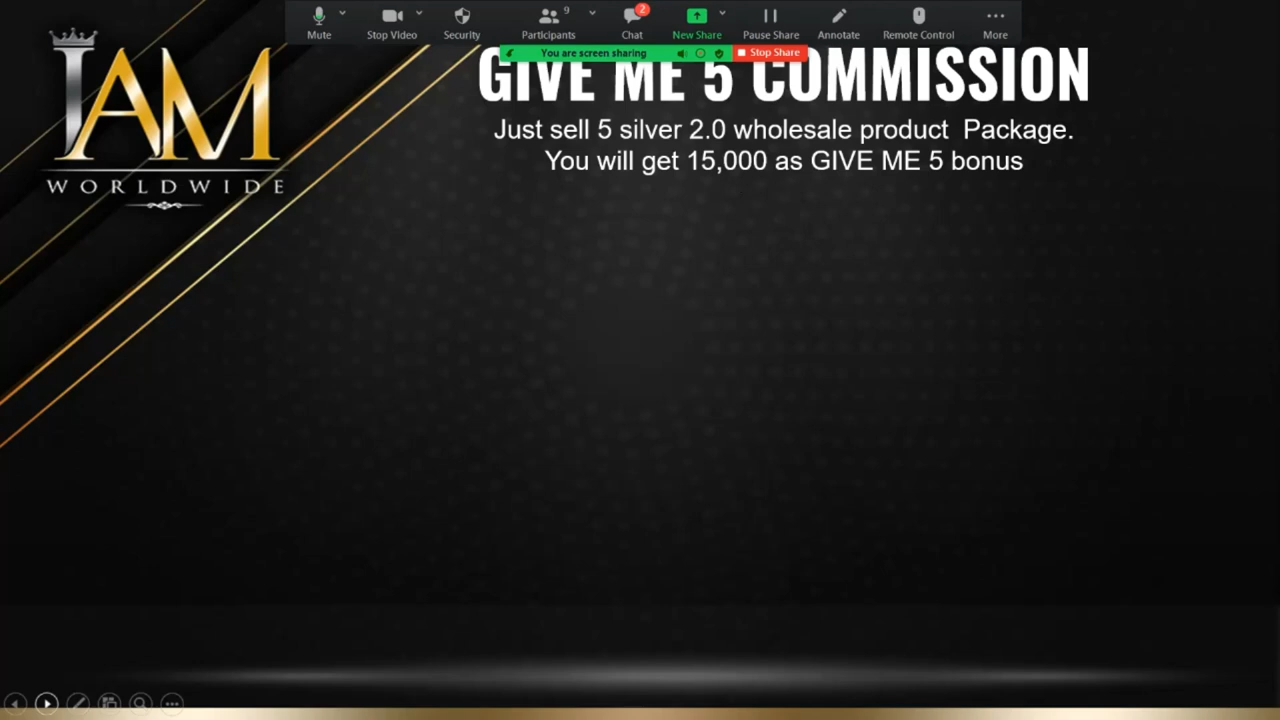 Mute
Stop Video
Security
Participants
9
Chat
2
New Share
Pause Share
Annotate
Remote Control
More
You are screen sharing
Stop Share
IAM
WORLDWIDE
GIVE ME 5 COMMISSION
Just sell 5 silver 2.0 wholesale product  Package.
You will get 15,000 as GIVE ME 5 bonus